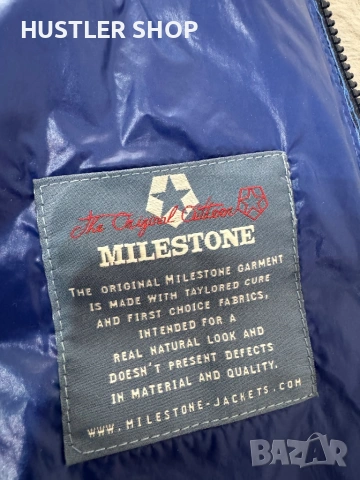 HUSTLER SHOP
The Original Outerwear
MILESTONE
THE ORIGINAL MILESTONE GARMENT
IS MADE WITH TAYLORED CURE
AND FIRST CHOICE FABRICS,
INTENDED FOR A
REAL NATURAL LOOK AND
DOESN'T PRESENT DEFECTS
IN MATERIAL AND QUALITY.
WWW.MILESTONE-JACKETS.COM
BAZAR